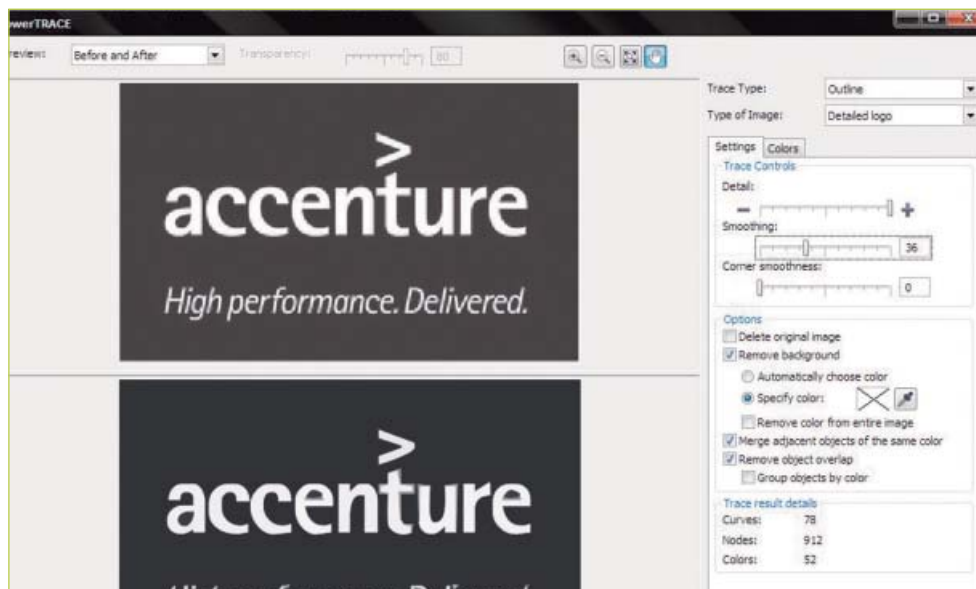 owerTRACE
review: Before and After Transparency: 80
>
accenture
High performance. Delivered.
>
accenture
Trace Type: Outline
Type of Image: Detailed logo
Settings Colors
Trace Controls
Detail:
Smoothing:
36
Corner smoothness:
0
Options
Delete original image
Remove background
Automatically choose color
Specify color:
Remove color from entire image
Merge adjacent objects of the same color
Remove object overlap
Group objects by color
Trace result details
Curves: 78
Nodes: 912
Colors: 52